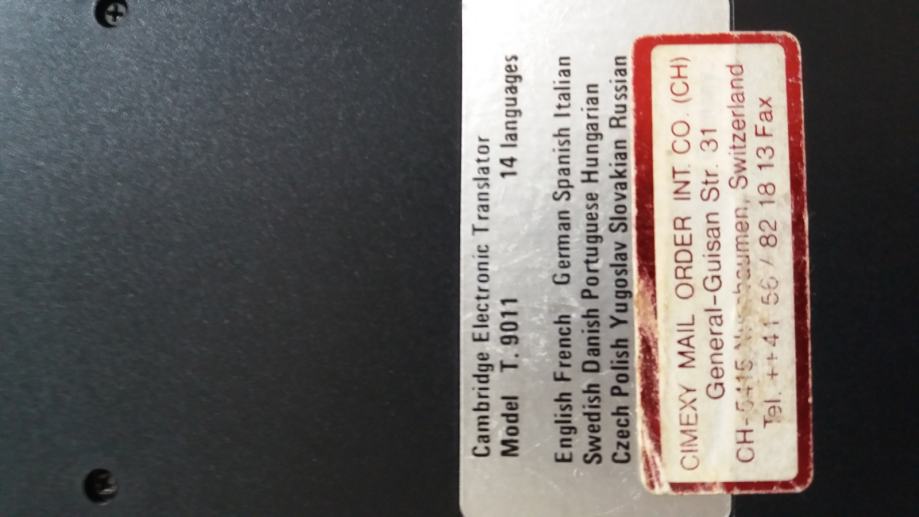 Cambridge Electronic Translator
Model T. 9011 14 languages
English French German Spanish Italian
Swedish Danish Portuguese Hungarian
Czech Polish Yugoslav Slovakian Russian
CIMEXY MAIL ORDER INT. CO. (CH)
General-Guisan Str. 31
CH-5415 Switzerland
Tel. ++41 56 / 82 18 13 Fax